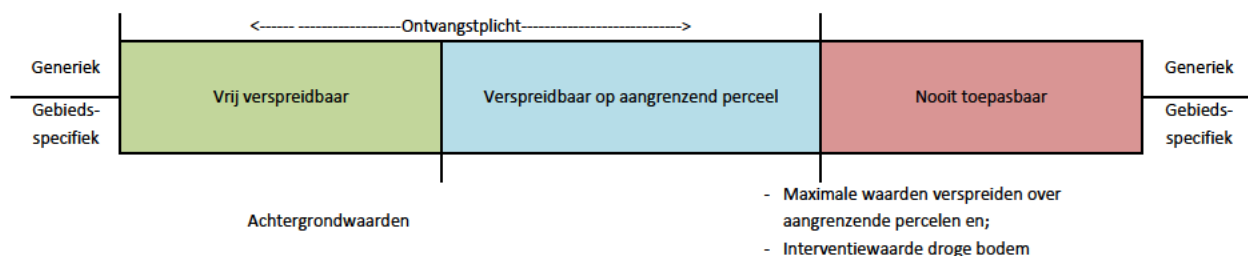 <------ -------------------Ontvangstplicht----------------------------->
Generiek
Gebieds-
specifiek
Vrij verspreidbaar
Verspreidbaar op aangrenzend perceel
Nooit toepasbaar
Generiek
Gebieds-
specifiek
Achtergrondwaarden
- Maximale waarden verspreiden over
aangrenzende percelen en;
- Interventiewaarde droge bodem